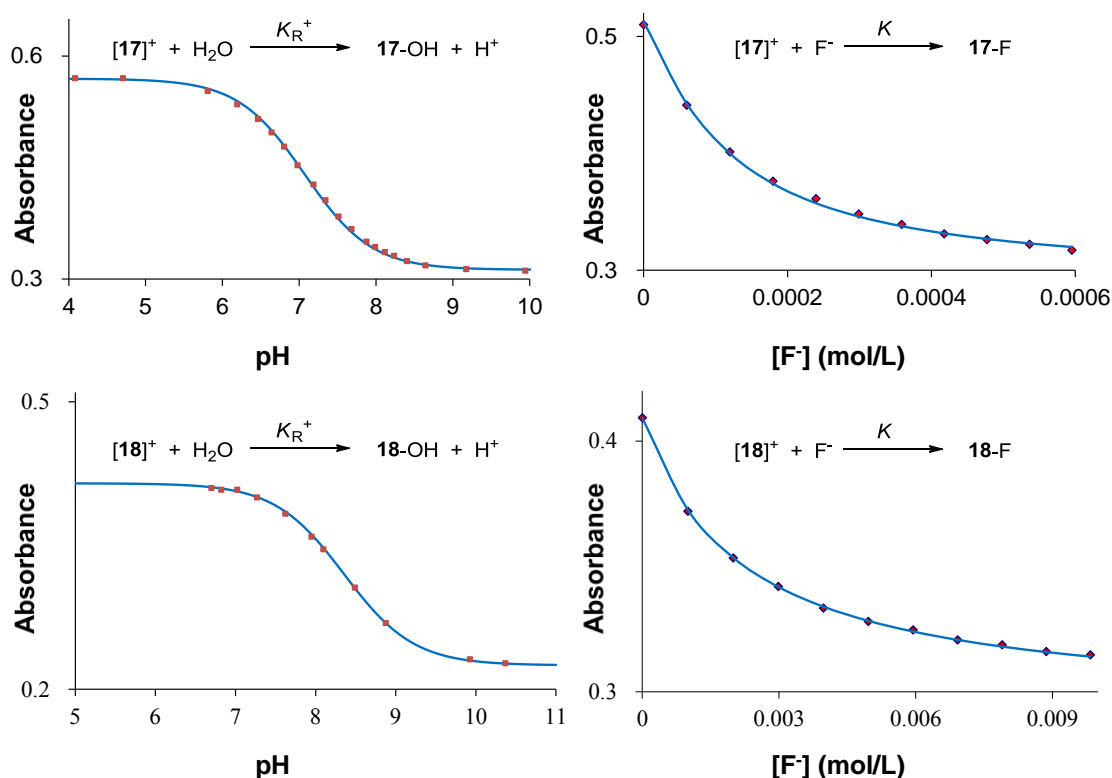 0.6
0.3
Absorbance
[17]⁺ + H₂O K_R⁺ 17-OH + H⁺
4 5 6 7 8 9 10
pH
0.5
0.3
Absorbance
[17]⁺ + F⁻ K 17-F
0 0.0002 0.0004 0.0006
[F⁻] (mol/L)
0.5
0.2
Absorbance
[18]⁺ + H₂O K_R⁺ 18-OH + H⁺
5 6 7 8 9 10 11
pH
0.4
0.3
Absorbance
[18]⁺ + F⁻ K 18-F
0 0.003 0.006 0.009
[F⁻] (mol/L)